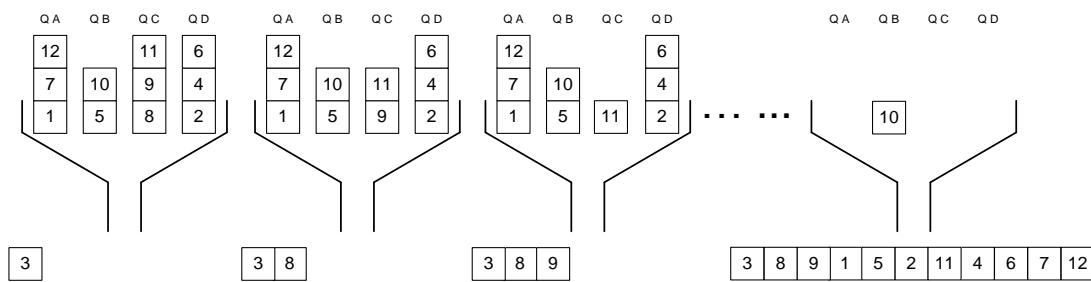 QA QB QC QD QA QB QC QD QA QB QC QD QA QB QC QD
12 11 6 12 6 12 6
7 10 9 4 7 10 11 4 7 10 4
1 5 8 2 1 5 9 2 1 5 11 2 ... ... 10
3 3 8 3 8 9 3 8 9 1 5 2 11 4 6 7 12